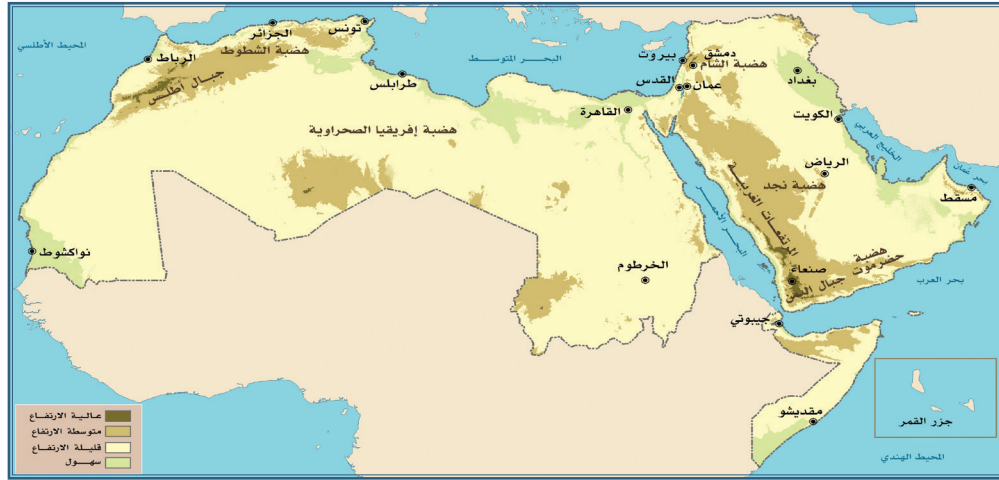 المحيط الأطلسي
الرباط
الجزائر
تونس
هضبة الشطوط
جبال أطلس
طرابلس
البحر المتوسط
هضبة إفريقيا الصحراوية
القاهرة
بيروت
دمشق
هضبة الشام
القدس
عمان
بغداد
الكويت
الخليج العربي
بحر عُمان
مسقط
الرياض
هضبة نجد
المرتفعات الغربية
البحر الأحمر
نواكشوط
الخرطوم
صنعاء
هضبة
حضرموت
جبال اليمن
بحر العرب
جيبوتي
مقديشو
جزر القمر
المحيط الهندي
عالية الارتفاع
متوسطة الارتفاع
قليلة الارتفاع
سهول